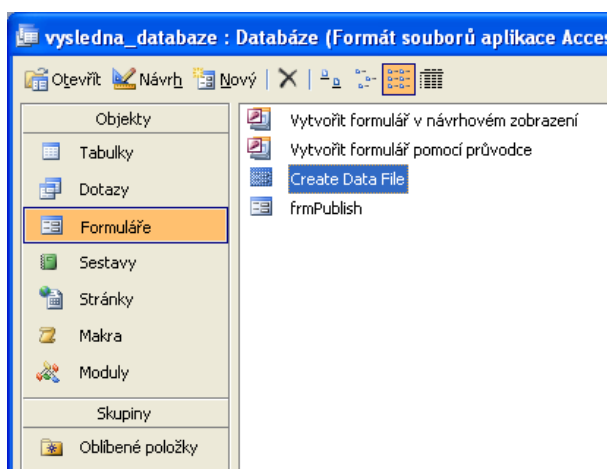 vysledna_databaze : Databáze (Formát souborů aplikace Acces
Otevřít Návrh Nový
Objekty
Tabulky
Dotazy
Formuláře
Sestavy
Stránky
Makra
Moduly
Skupiny
Oblíbené položky
Vytvořit formulář v návrhovém zobrazení
Vytvořit formulář pomocí průvodce
Create Data File
frmPublish